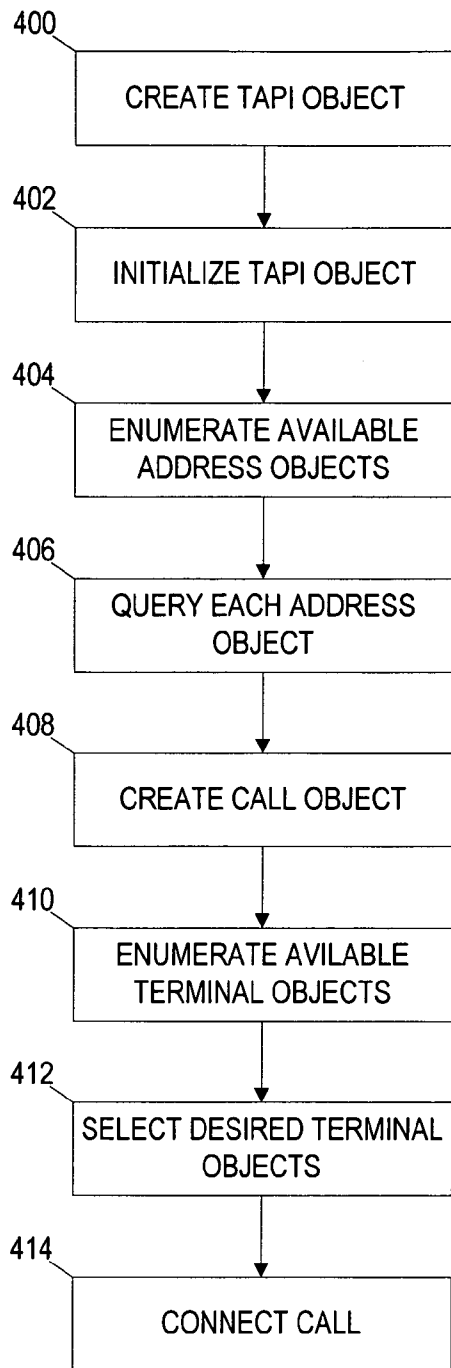 400
CREATE TAPI OBJECT
402
INITIALIZE TAPI OBJECT
404
ENUMERATE AVAILABLE
ADDRESS OBJECTS
406
QUERY EACH ADDRESS
OBJECT
408
CREATE CALL OBJECT
410
ENUMERATE AVILABLE
TERMINAL OBJECTS
412
SELECT DESIRED TERMINAL
OBJECTS
414
CONNECT CALL